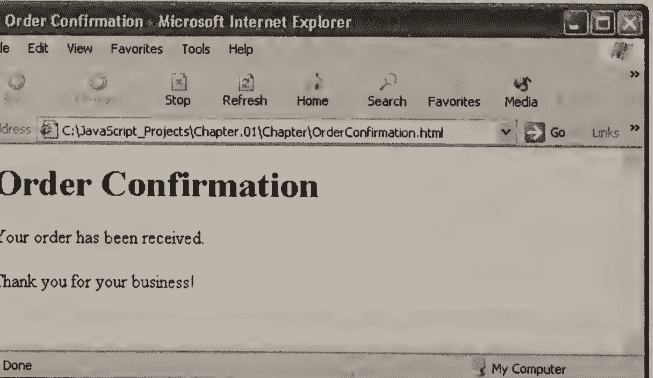 Order Confirmation - Microsoft Internet Explorer
le Edit View Favorites Tools Help
Stop Refresh Home Search Favorites Media »
dress C:\JavaScript_Projects\Chapter.01\Chapter\OrderConfirmation.html Go Links »
Order Confirmation
Your order has been received.
Thank you for your business!
Done My Computer